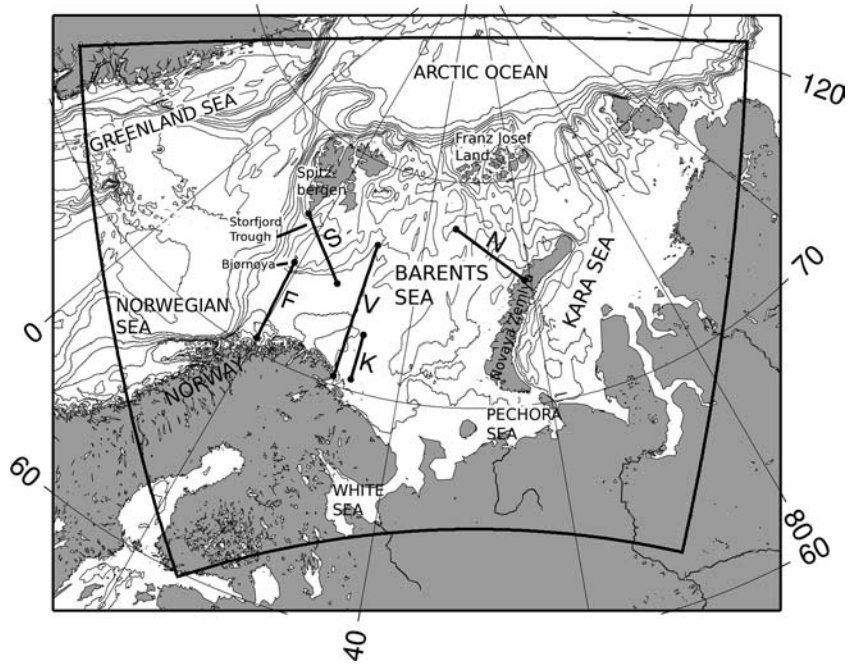 ARCTIC OCEAN
120
GREENLAND SEA
Franz Josef
Land
Spitz
bergen
Storfjord
Trough
S
N
Bjørnøya
BARENTS
SEA
KARA SEA
70
NORWEGIAN
SEA
F
V
0
K
Novaya Zemlya
NORWAY
PECHORA
SEA
60
WHITE
SEA
80
60
40